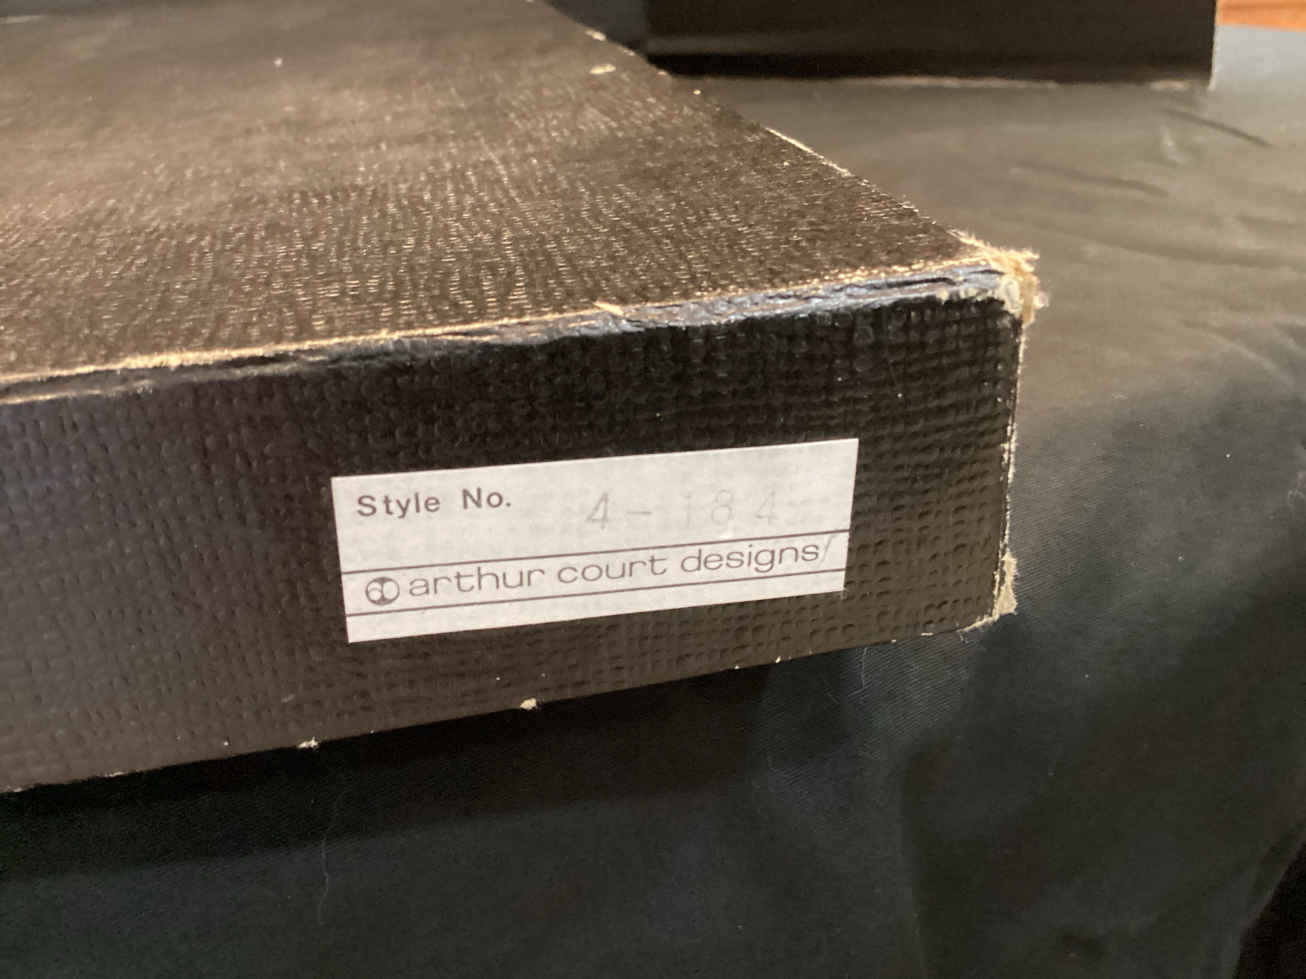 Style No. 4-184
arthur court designs/